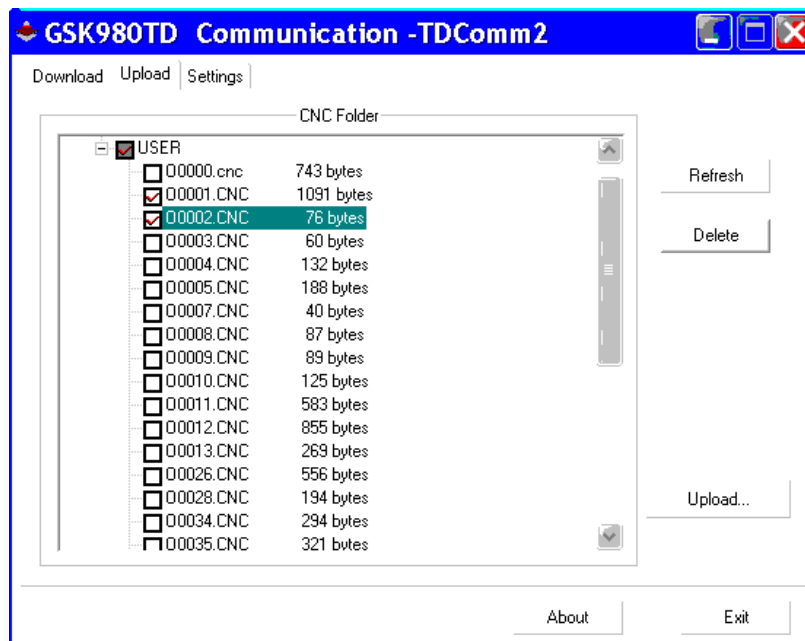 GSK980TD Communication -TDComm2
Download Upload Settings
CNC Folder
USER
O0000.cnc 743 bytes
O0001.CNC 1091 bytes
O0002.CNC 76 bytes
O0003.CNC 60 bytes
O0004.CNC 132 bytes
O0005.CNC 188 bytes
O0007.CNC 40 bytes
O0008.CNC 87 bytes
O0009.CNC 89 bytes
O0010.CNC 125 bytes
O0011.CNC 583 bytes
O0012.CNC 855 bytes
O0013.CNC 269 bytes
O0026.CNC 556 bytes
O0028.CNC 194 bytes
O0034.CNC 294 bytes
O0035.CNC 321 bytes
Refresh
Delete
Upload...
About Exit